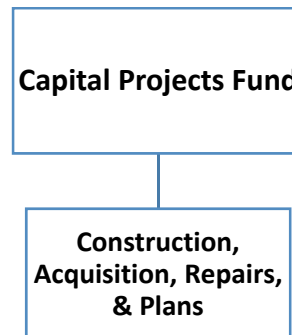 Capital Projects Fund
Construction,
Acquisition, Repairs,
& Plans